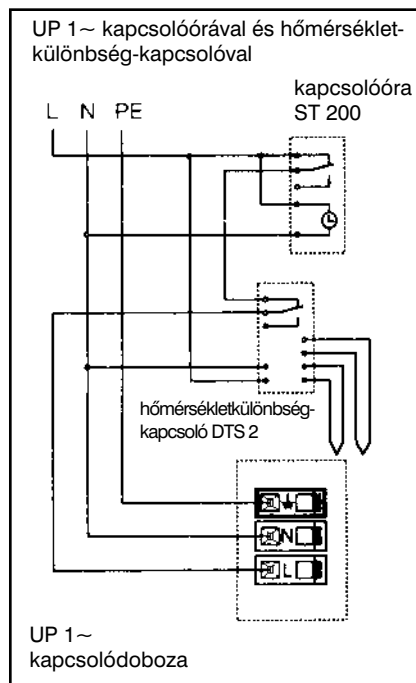 UP 1~ kapcsolóórával és hőmérséklet-
különbség-kapcsolóval
kapcsolóóra
ST 200
L N PE
hőmérsékletkülönbség-
kapcsoló DTS 2
N
L
UP 1~
kapcsolódoboza